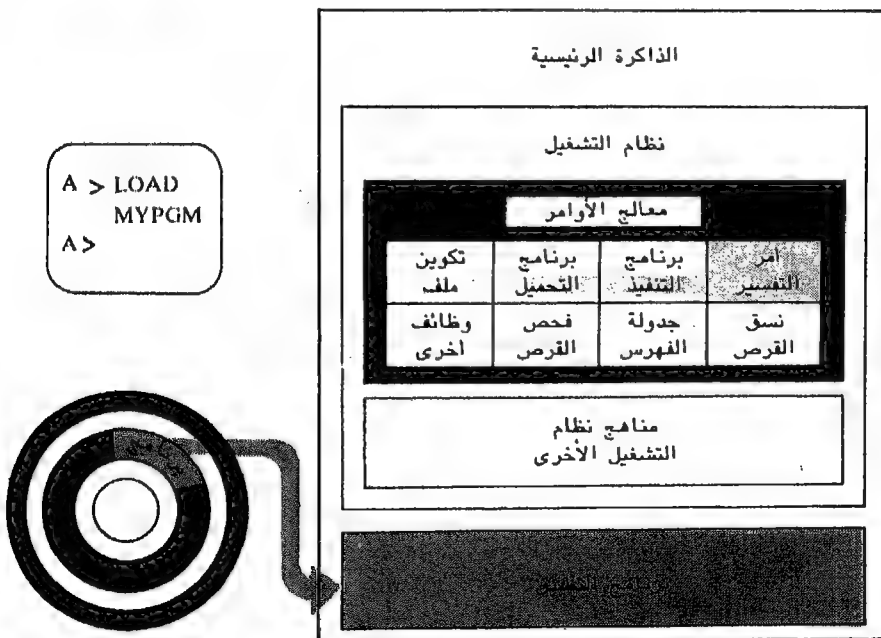 الذاكرة الرئيسية
نظام التشغيل
A > LOAD
MYPGM
A>
معالج الأوامر
أمر
التفسير
برنامج
التنفيذ
برنامج
التحميل
تكوين
ملف
نسق
القرص
جدولة
الفهرس
فحص
القرص
وظائف
أخرى
مناهج نظام
التشغيل الأخرى